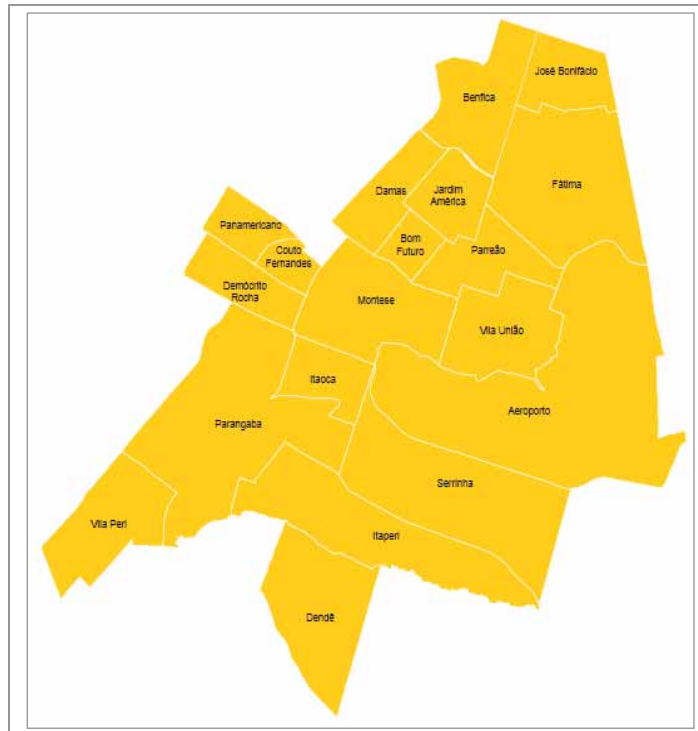 José Bonifácio
Benfica
Fátima
Damas
Jardim
América
Panamericano
Bom
Futuro
Couto
Fernandes
Parreão
Demócrito
Rocha
Montese
Vila União
Itaoca
Aeroporto
Parangaba
Serrinha
Vila Peri
Itaperi
Dendê